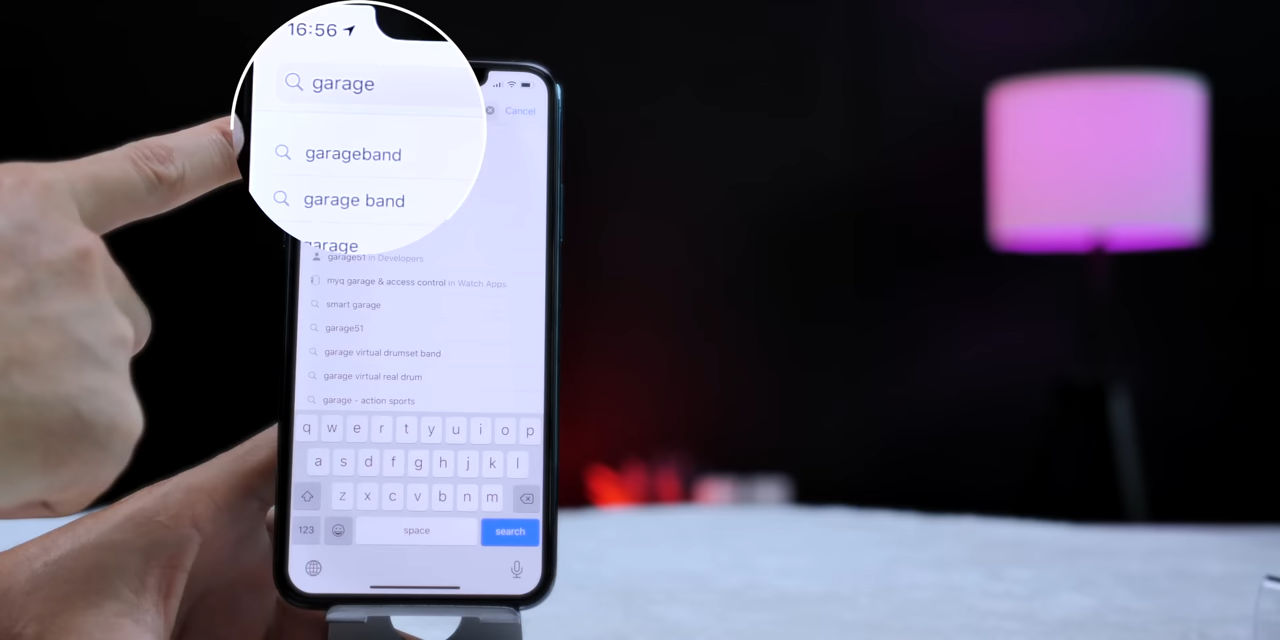 16:56
garage
Cancel
garageband
garage band
garage
garage51 in Developers
myq garage & access control in Watch Apps
smart garage
garage51
garage virtual drumset band
garage virtual real drum
garage - action sports
q w e r t y u i o p
a s d f g h j k l
z x c v b n m
123 space search